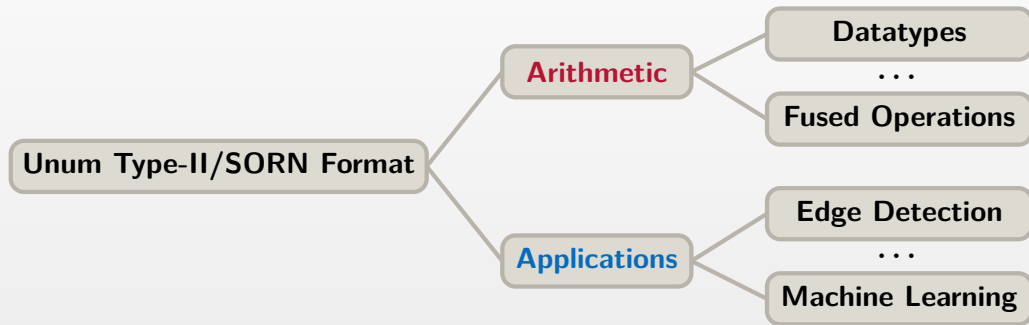 Datatypes
Arithmetic
...
Fused Operations
Unum Type-II/SORN Format
Edge Detection
Applications
...
Machine Learning